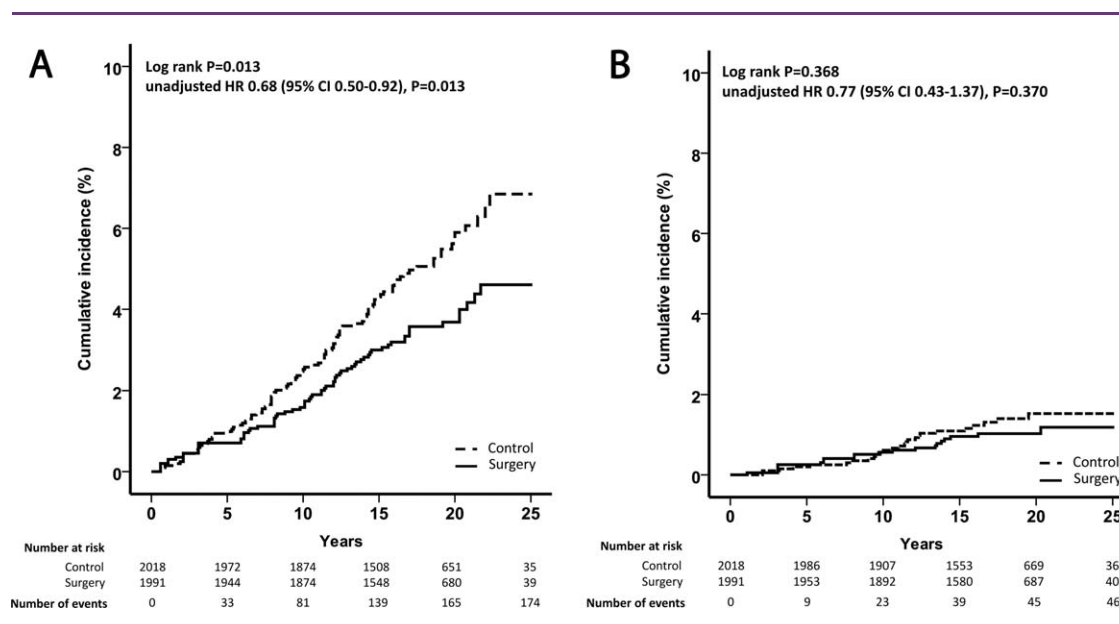 A
Log rank P=0.013
unadjusted HR 0.68 (95% CI 0.50-0.92), P=0.013
Cumulative incidence (%)
10
8
6
4
2
0
Control
Surgery
0 5 10 15 20 25
Years
Number at risk
Control 2018 1972 1874 1508 651 35
Surgery 1991 1944 1874 1548 680 39
Number of events 0 33 81 139 165 174
B
Log rank P=0.368
unadjusted HR 0.77 (95% CI 0.43-1.37), P=0.370
Cumulative incidence (%)
10
8
6
4
2
0
Control
Surgery
0 5 10 15 20 25
Years
Number at risk
Control 2018 1986 1907 1553 669 36
Surgery 1991 1953 1892 1580 687 40
Number of events 0 9 23 39 45 46